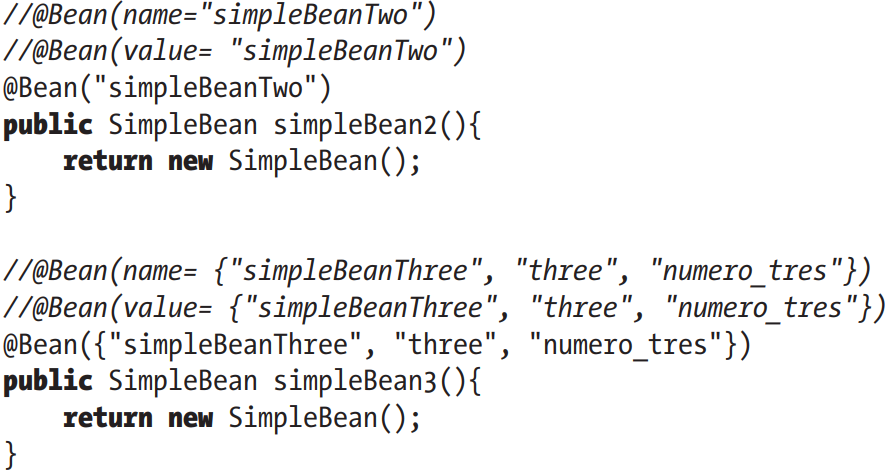 //@Bean(name="simpleBeanTwo")
//@Bean(value= "simpleBeanTwo")
@Bean("simpleBeanTwo")
public SimpleBean simpleBean2(){
    return new SimpleBean();
}

//@Bean(name= {"simpleBeanThree", "three", "numero_tres"})
//@Bean(value= {"simpleBeanThree", "three", "numero_tres"})
@Bean({"simpleBeanThree", "three", "numero_tres"})
public SimpleBean simpleBean3(){
    return new SimpleBean();
}